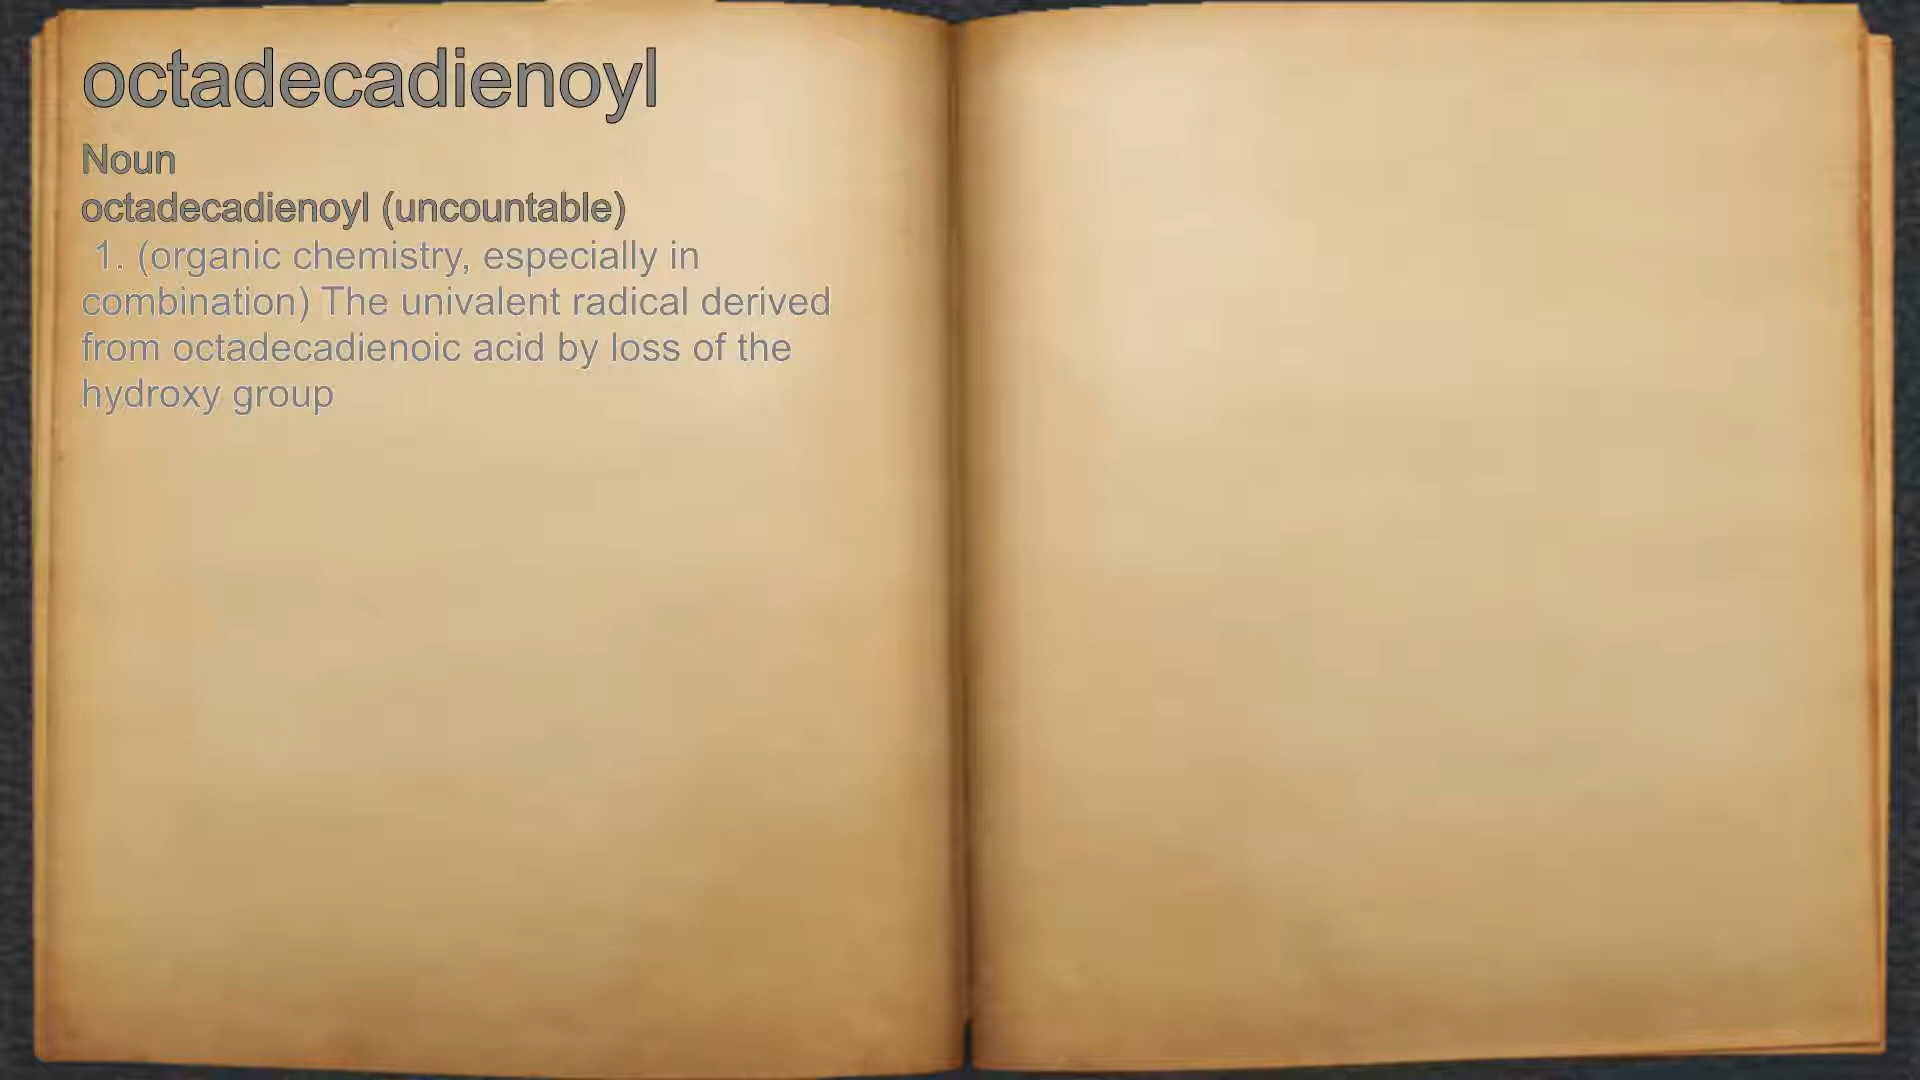 octadecadienoyl
Noun
octadecadienoyl (uncountable)
1. (organic chemistry, especially in
combination) The univalent radical derived
from octadecadienoic acid by loss of the
hydroxy group